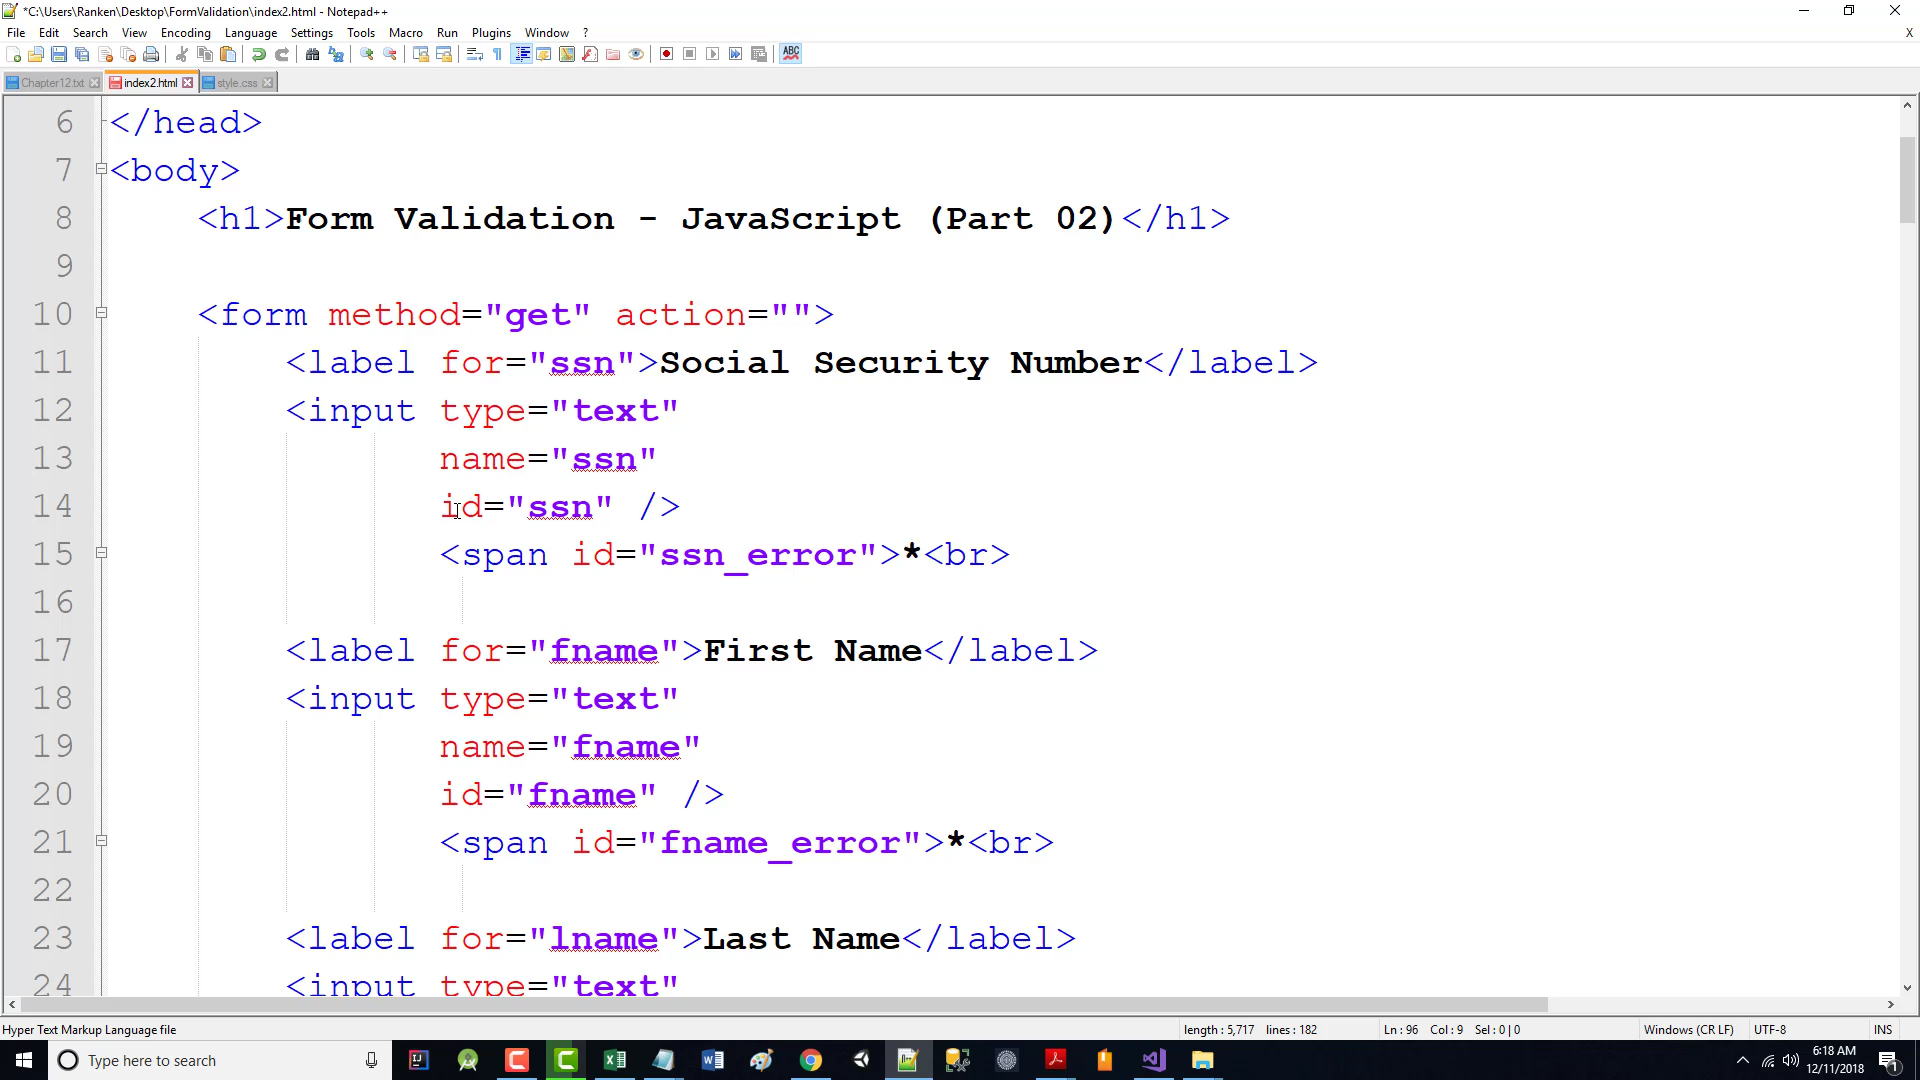 *C:\Users\Ranken\Desktop\FormValidation\index2.html - Notepad++
File Edit Search View Encoding Language Settings Tools Macro Run Plugins Window ? X
Chapter12.txt index2.html style.css
6 </head>
7 <body>
8 <h1>Form Validation - JavaScript (Part 02)</h1>
9
10 <form method="get" action="">
11 <label for="ssn">Social Security Number</label>
12 <input type="text"
13 name="ssn"
14 id="ssn" />
15 <span id="ssn_error">*<br>
16
17 <label for="fname">First Name</label>
18 <input type="text"
19 name="fname"
20 id="fname" />
21 <span id="fname_error">*<br>
22
23 <label for="lname">Last Name</label>
24 <input type="text"
Hyper Text Markup Language file length : 5,717 lines : 182 Ln : 96 Col : 9 Sel : 0 | 0 Windows (CR LF) UTF-8 INS
Type here to search
6:18 AM
12/11/2018